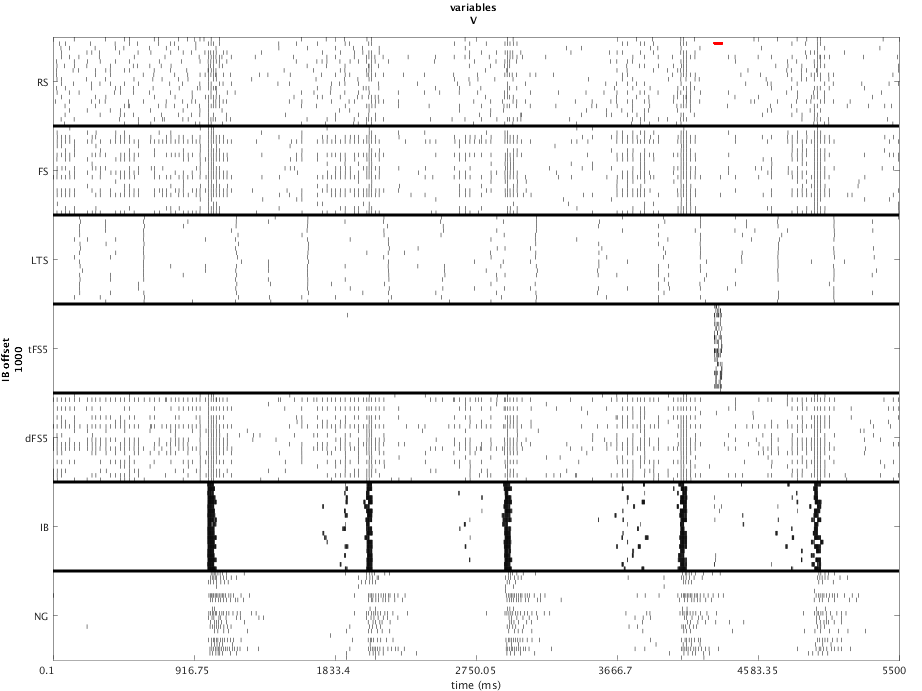 variables
V
RS
FS
LTS
IB offset
1000
tFS5
dFS5
IB
NG
0.1
916.75
1833.4
2750.05
3666.7
4583.35
5500
time (ms)